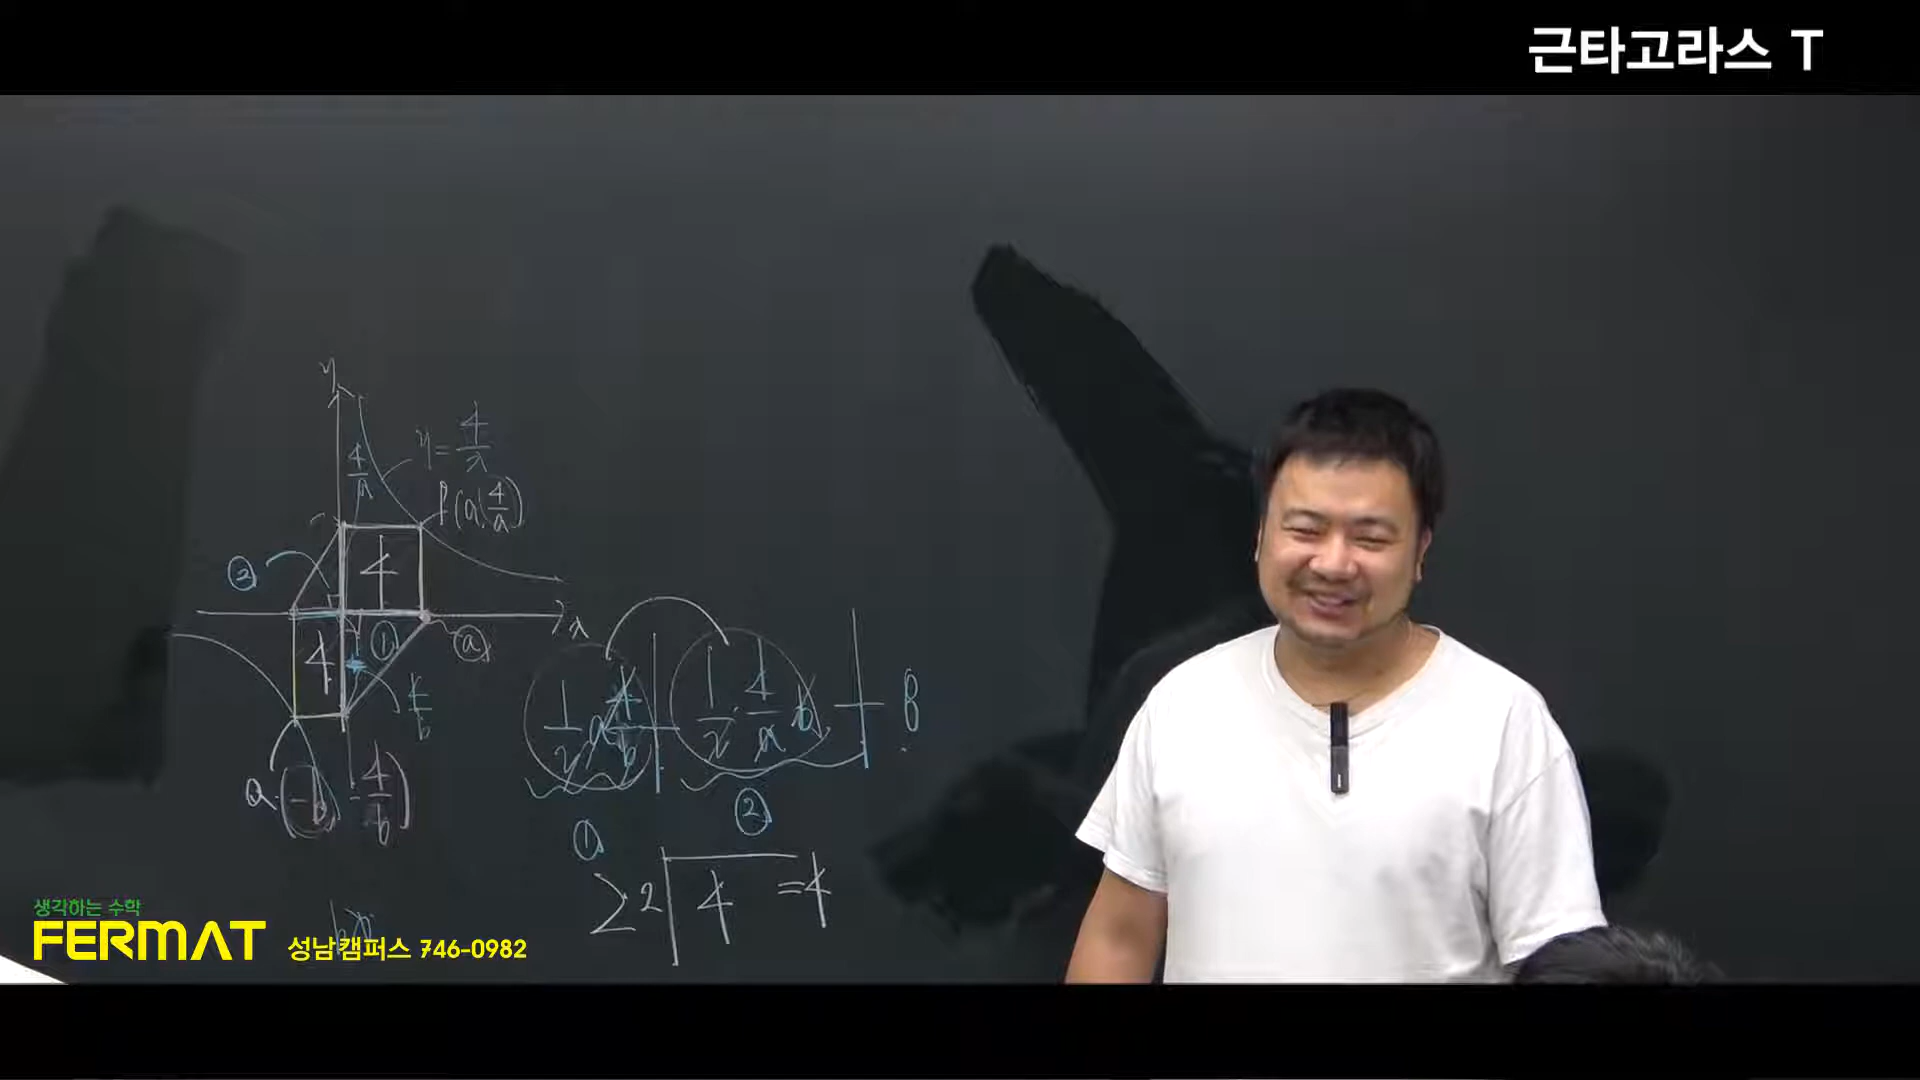 근타고라스 T
y
4/a
y = 4/x
P(a, 4/a)
② 4
x
4 ① ⓐ
4/b
Q(-b, -4/b)
1/2 a 4/b + 1/2 · 4/a b + 8
① ②
≥ 2√4 = 4
생각하는 수학
FERMAT 성남캠퍼스 746-0982